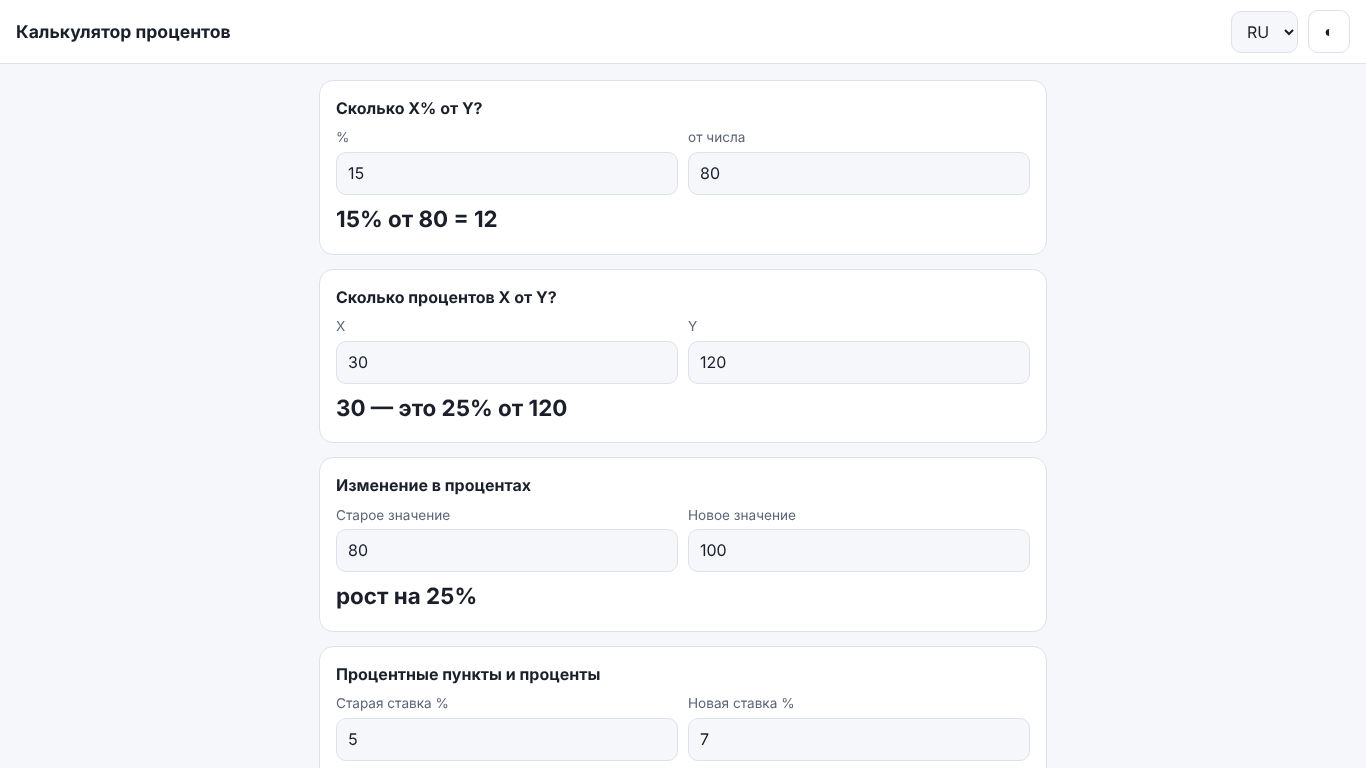 Калькулятор процентов
RU
Сколько X% от Y?
% от числа
15 80
15% от 80 = 12
Сколько процентов X от Y?
X Y
30 120
30 — это 25% от 120
Изменение в процентах
Старое значение Новое значение
80 100
рост на 25%
Процентные пункты и проценты
Старая ставка % Новая ставка %
5 7